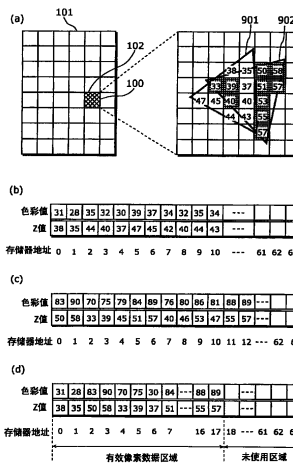 (a)
101
102
100
901
902
38 35 50 58
33 39 37 51 57
47 45 40 40 53
44 43 55
57
(b)
色彩值 31 28 35 32 30 39 37 34 32 35 34 ---
Z值 38 35 44 40 37 47 45 42 40 44 43 ---
存储器地址 0 1 2 3 4 5 6 7 8 9 10 --- 61 62 6
(c)
色彩值 83 90 70 75 79 84 89 76 80 86 81 88 89 ---
Z值 50 58 33 39 45 51 57 40 46 53 47 55 57 ---
存储器地址 0 1 2 3 4 5 6 7 8 9 10 11 12 --- 62 6
(d)
色彩值 31 28 83 90 70 75 30 84 --- 88 89 ---
Z值 38 35 50 58 33 39 37 51 --- 55 57 ---
存储器地址 0 1 2 3 4 5 6 7 16 17 18 --- 61 62 6
有效像素数据区域 未使用区域